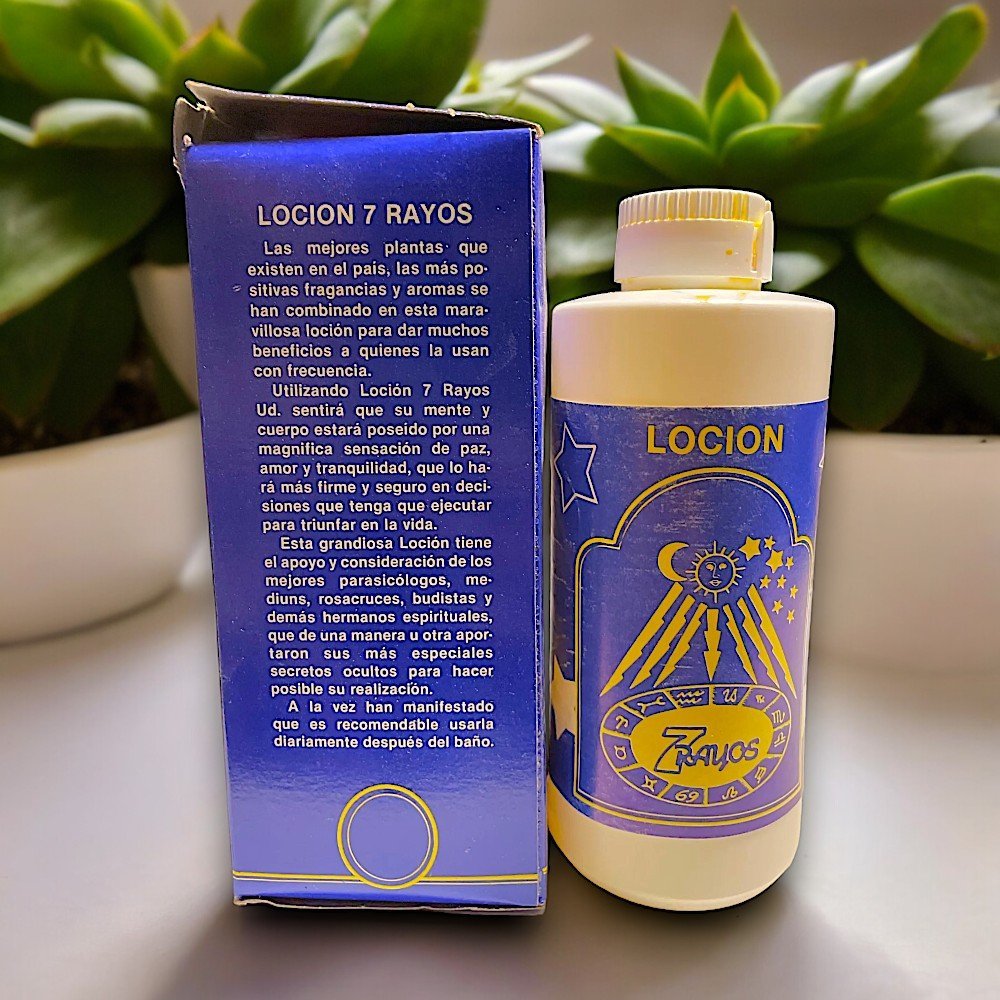 LOCION 7 RAYOS
Las mejores plantas que
existen en el país, las más po-
sitivas fragancias y aromas se
han combinado en esta mara-
villosa loción para dar muchos
beneficios a quienes la usan
con frecuencia.
Utilizando Loción 7 Rayos
Ud. sentirá que su mente y
cuerpo estará poseido por una
magnifica sensación de paz,
amor y tranquilidad, que lo ha-
rá más firme y seguro en deci-
siones que tenga que ejecutar
para triunfar en la vida.
Esta grandiosa Loción tiene
el apoyo y consideración de los
mejores parasicólogos, me-
diuns, rosacruces, budistas y
demás hermanos espirituales,
que de una manera u otra apor-
taron sus más especiales
secretos ocultos para hacer
posible su realización.
A la vez han manifestado
que es recomendable usarla
diariamente después del baño.
LOCION
7 RAYOS